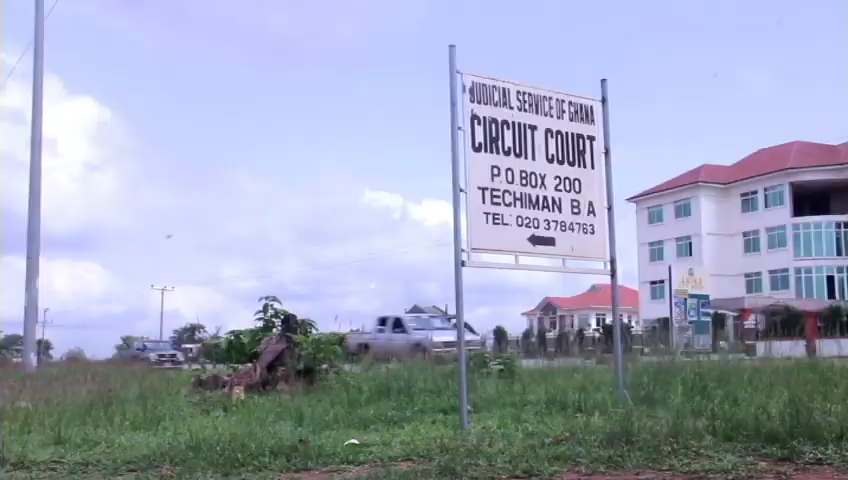 JUDICIAL SERVICE OF GHANA
CIRCUIT COURT
P.O.BOX 200
TECHIMAN B/A
TEL: 020 3784763